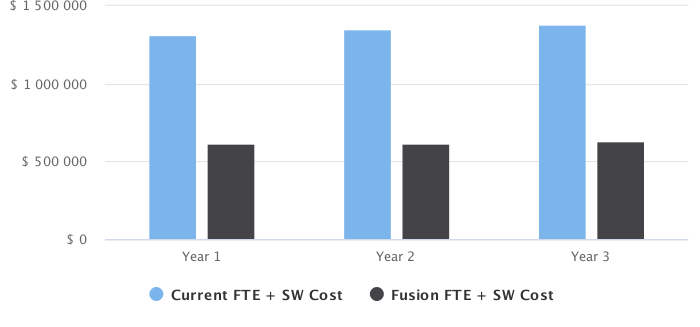 $ 1 500 000
$ 1 000 000
$ 500 000
$ 0
Year 1
Year 2
Year 3
Current FTE + SW Cost
Fusion FTE + SW Cost